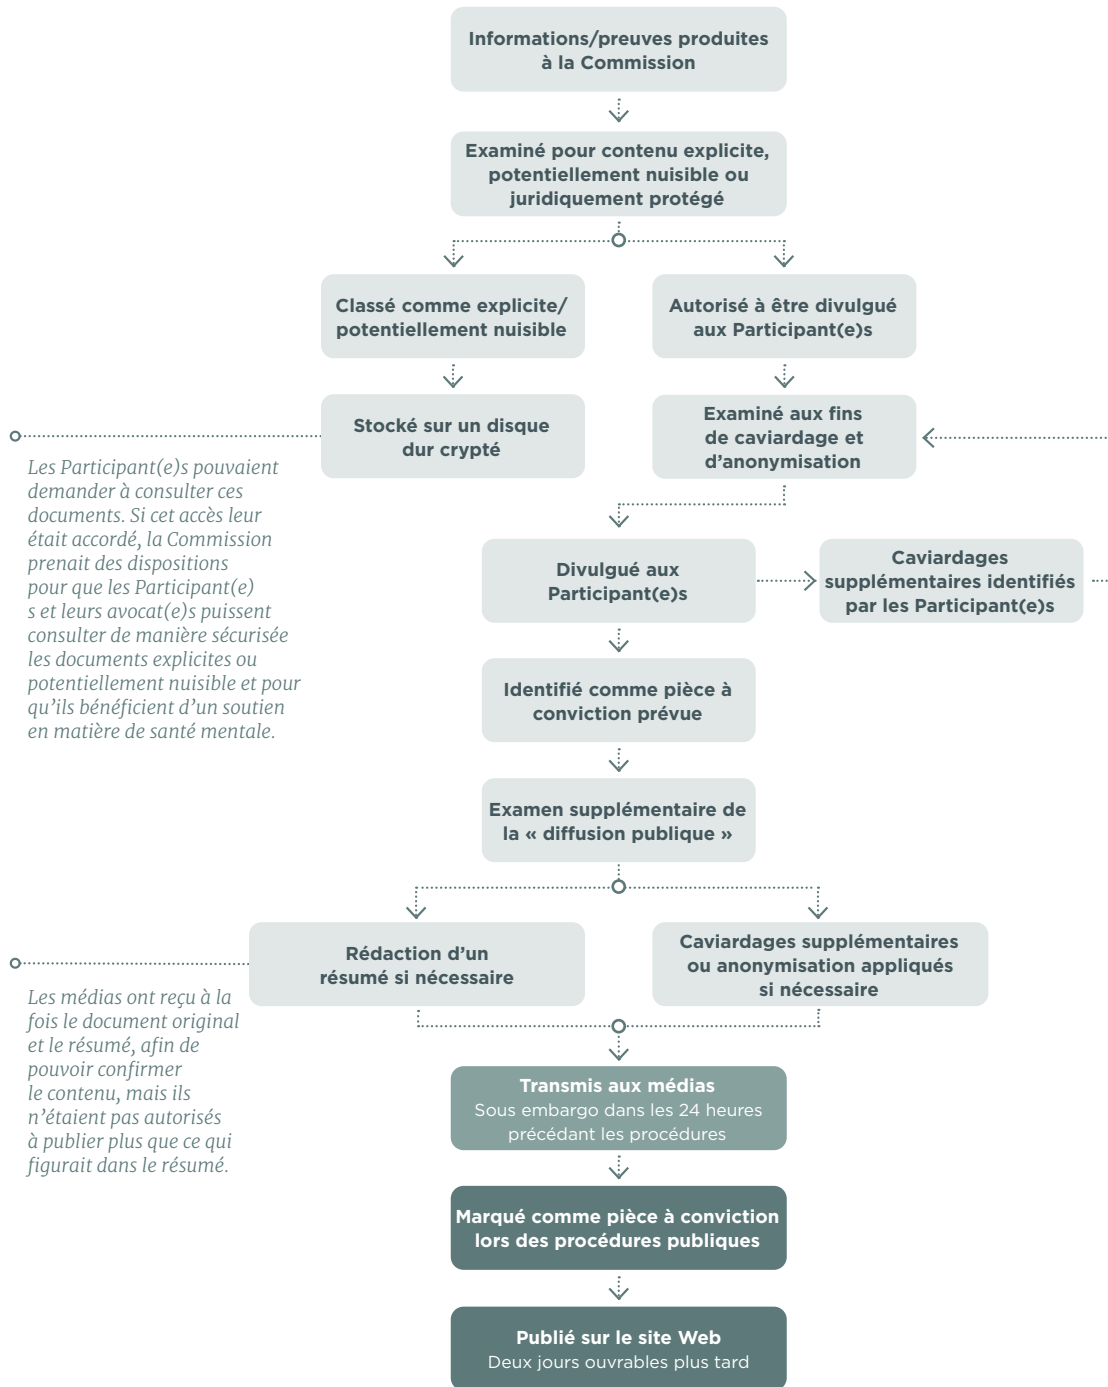 Informations/preuves produites
à la Commission
Examiné pour contenu explicite,
potentiellement nuisible ou
juridiquement protégé
Classé comme explicite/
potentiellement nuisible
Autorisé à être divulgué
aux Participant(e)s
Stocké sur un disque
dur crypté
Examiné aux fins
de caviardage et
d’anonymisation
Les Participant(e)s pouvaient
demander à consulter ces
documents. Si cet accès leur
était accordé, la Commission
prenait des dispositions
pour que les Participant(e)
s et leurs avocat(e)s puissent
consulter de manière sécurisée
les documents explicites ou
potentiellement nuisible et pour
qu’ils bénéficient d’un soutien
en matière de santé mentale.
Divulgué aux
Participant(e)s
Caviardages
supplémentaires identifiés
par les Participant(e)s
Identifié comme pièce à
conviction prévue
Examen supplémentaire de
la « diffusion publique »
Rédaction d’un
résumé si nécessaire
Caviardages supplémentaires
ou anonymisation appliqués
si nécessaire
Les médias ont reçu à la
fois le document original
et le résumé, afin de
pouvoir confirmer
le contenu, mais ils
n’étaient pas autorisés
à publier plus que ce qui
figurait dans le résumé.
Transmis aux médias
Sous embargo dans les 24 heures
précédant les procédures
Marqué comme pièce à conviction
lors des procédures publiques
Publié sur le site Web
Deux jours ouvrables plus tard